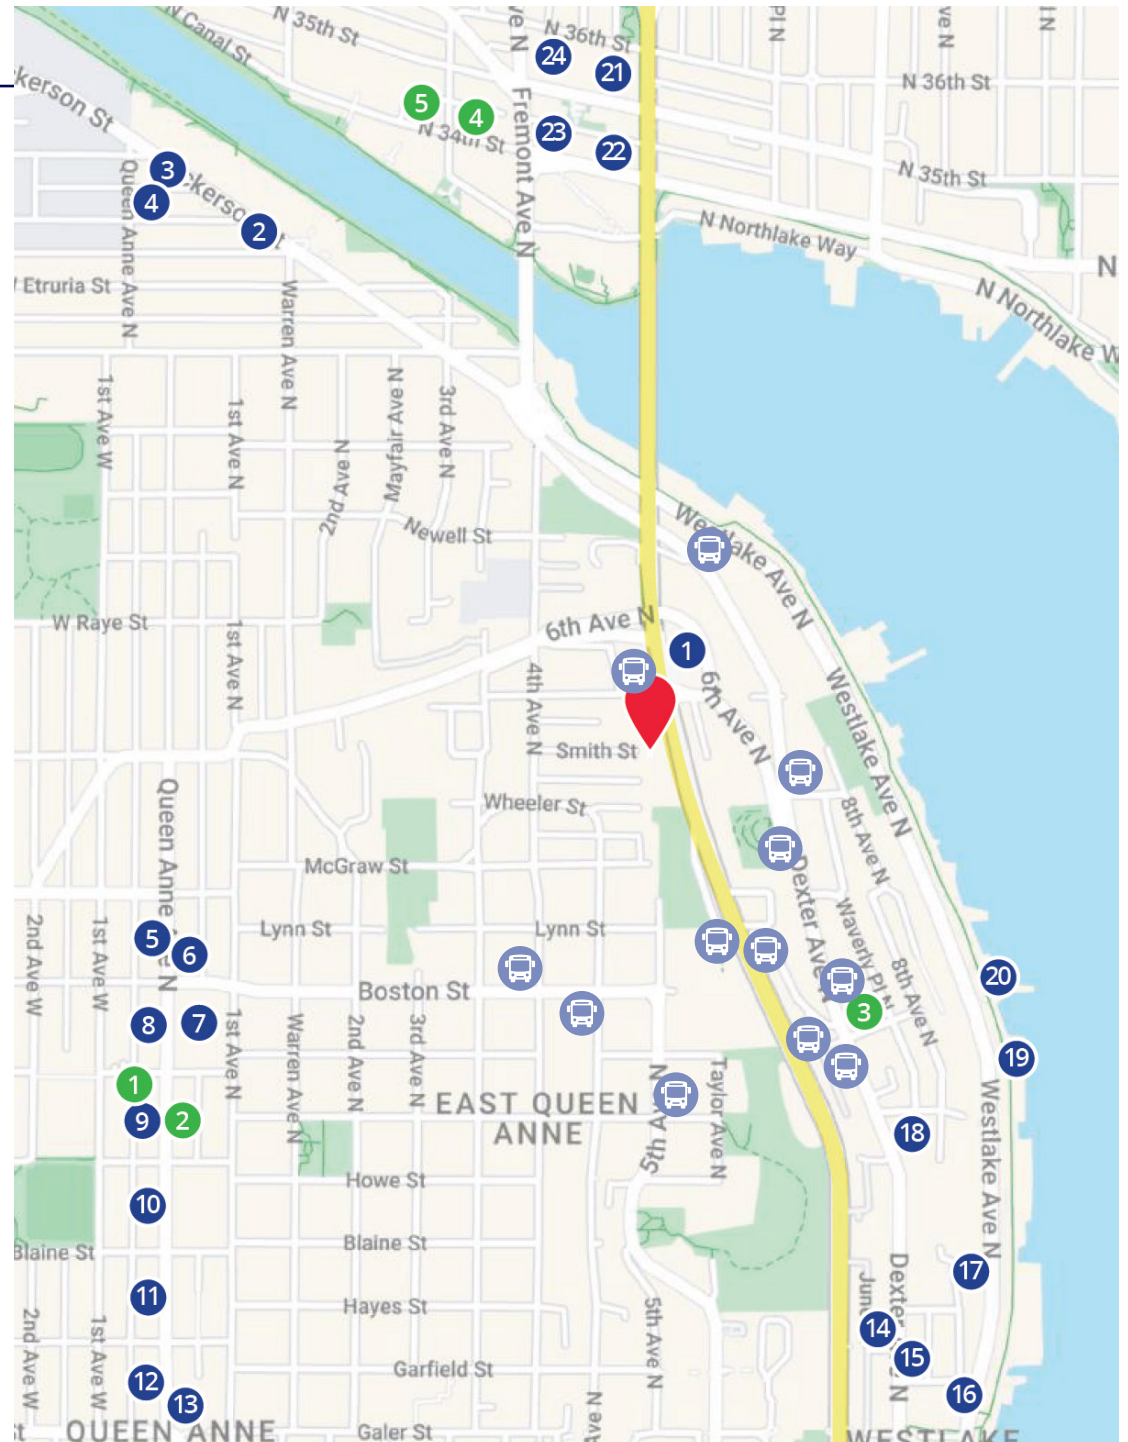 N 35th St
N 36th St
N Canal St
24
21
N 36th St
5
4
N 34th St
Fremont Ave N
23
22
N 35th St
3
4
2
Queen Anne Ave N
N Northlake Way
Etruria St
Warren Ave N
N Northlake W
N
1st Ave W
1st Ave N
2nd Ave N
Mayfair Ave N
3rd Ave N
Newell St
Westlake Ave N
W Raye St
1st Ave N
6th Ave N
1
4th Ave N
6th Ave N
Westlake Ave N
Smith St
Queen Anne Ave N
Wheeler St
8th Ave N
McGraw St
Dexter Ave N
Waverly Pl N
2nd Ave W
1st Ave W
5
6
Lynn St
Lynn St
8th Ave N
20
Boston St
3
8
7
1st Ave N
Warren Ave N
2nd Ave N
3rd Ave N
19
1
9
2
EAST QUEEN
ANNE
5th Ave N
Taylor Ave N
18
Westlake Ave N
10
Howe St
Blaine St
Blaine St
17
11
Hayes St
5th Ave N
Dexter Ave N
14
15
2nd Ave W
1st Ave W
12
13
Garfield St
16
QUEEN ANNE
Galer St
WESTLAKE